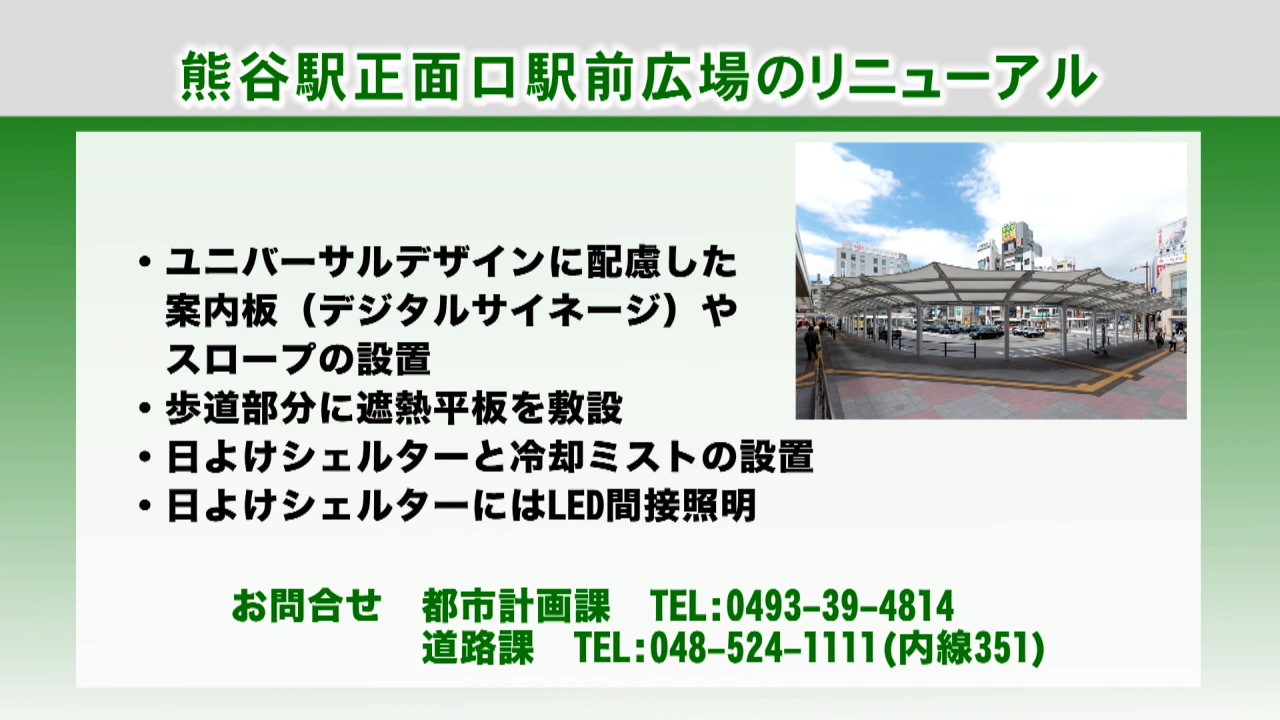 熊谷駅正面口駅前広場のリニューアル
・ユニバーサルデザインに配慮した
案内板（デジタルサイネージ）や
スロープの設置
・歩道部分に遮熱平板を敷設
・日よけシェルターと冷却ミストの設置
・日よけシェルターにはLED間接照明
お問合せ　都市計画課　TEL:0493-39-4814
道路課　TEL:048-524-1111(内線351)